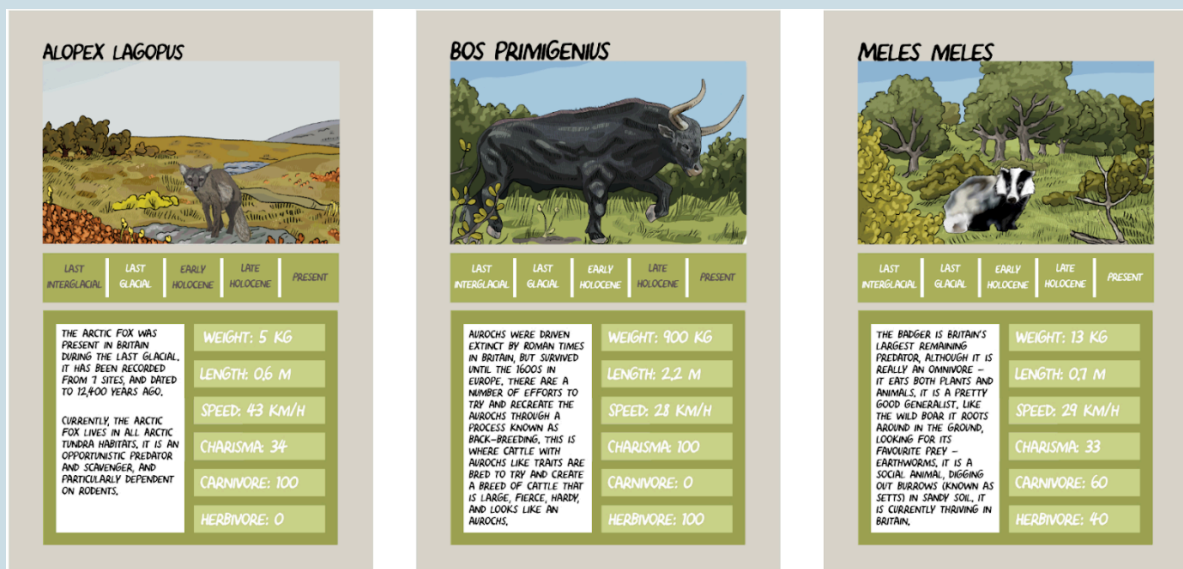 ALOPEX LAGOPUS
LAST
INTERGLACIAL
LAST
GLACIAL
EARLY
HOLOCENE
LATE
HOLOCENE
PRESENT
THE ARCTIC FOX WAS
PRESENT IN BRITAIN
DURING THE LAST GLACIAL.
IT HAS BEEN RECORDED
FROM 7 SITES, AND DATED
TO 12,400 YEARS AGO.
CURRENTLY, THE ARCTIC
FOX LIVES IN ALL ARCTIC
TUNDRA HABITATS. IT IS AN
OPPORTUNISTIC PREDATOR
AND SCAVENGER, AND
PARTICULARLY DEPENDENT
ON RODENTS.
WEIGHT: 5 KG
LENGTH: 0.6 M
SPEED: 43 KM/H
CHARISMA: 34
CARNIVORE: 100
HERBIVORE: 0
BOS PRIMIGENIUS
LAST
INTERGLACIAL
LAST
GLACIAL
EARLY
HOLOCENE
LATE
HOLOCENE
PRESENT
AUROCHS WERE DRIVEN
EXTINCT BY ROMAN TIMES
IN BRITAIN, BUT SURVIVED
UNTIL THE 1600S IN
EUROPE. THERE ARE A
NUMBER OF EFFORTS TO
TRY AND RECREATE THE
AUROCHS THROUGH A
PROCESS KNOWN AS
BACK-BREEDING. THIS IS
WHERE CATTLE WITH
AUROCHS LIKE TRAITS ARE
BRED TO TRY AND CREATE
A BREED OF CATTLE THAT
IS LARGE, FIERCE, HARDY,
AND LOOKS LIKE AN
AUROCHS.
WEIGHT: 900 KG
LENGTH: 2.2 M
SPEED: 28 KM/H
CHARISMA: 100
CARNIVORE: 0
HERBIVORE: 100
MELES MELES
LAST
INTERGLACIAL
LAST
GLACIAL
EARLY
HOLOCENE
LATE
HOLOCENE
PRESENT
THE BADGER IS BRITAIN'S
LARGEST REMAINING
PREDATOR, ALTHOUGH IT IS
REALLY AN OMNIVORE –
IT EATS BOTH PLANTS AND
ANIMALS. IT IS A PRETTY
GOOD GENERALIST. LIKE
THE WILD BOAR IT ROOTS
AROUND IN THE GROUND,
LOOKING FOR ITS
FAVOURITE PREY –
EARTHWORMS. IT IS A
SOCIAL ANIMAL, DIGGING
OUT BURROWS (KNOWN AS
SETTS) IN SANDY SOIL. IT
IS CURRENTLY THRIVING IN
BRITAIN.
WEIGHT: 13 KG
LENGTH: 0.7 M
SPEED: 29 KM/H
CHARISMA: 33
CARNIVORE: 60
HERBIVORE: 40